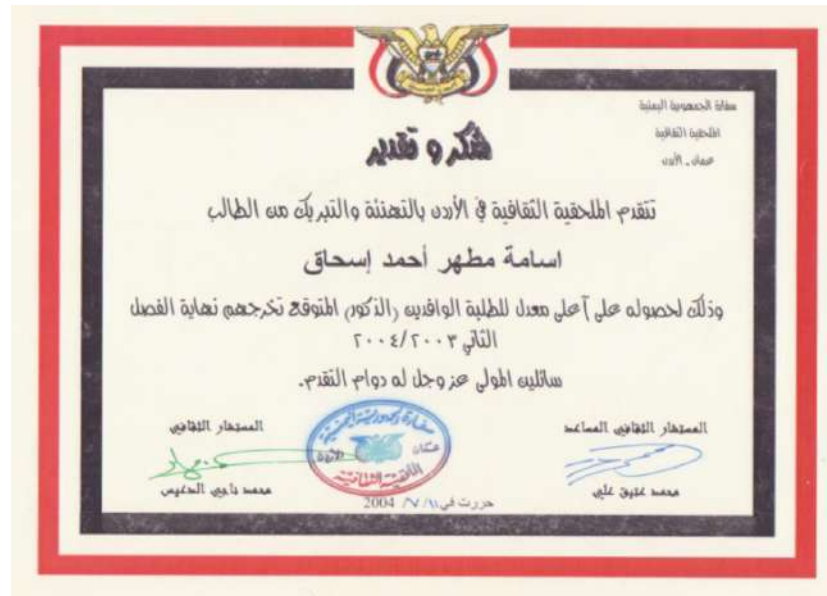 سفارة الجمهورية اليمنية
الملحقية الثقافية
عمان - الأردن
شكر و تقدير
تتقدم الملحقية الثقافية في الأردن بالتهنئة والتبريك من الطالب
اسامة مطهر أحمد إسحاق
وذلك لحصوله على أعلى معدل للطلبة الوافدين (الذكور) المتوقع تخرجهم نهاية الفصل
الثاني ٢٠٠٣/٢٠٠٤
سائلين المولى عز وجل له دوام التقدم.
المستشار الثقافي المساعد
المستشار الثقافي
عمان
الأردن
محمد عتيق علي
محمد ناجي الدعيس
حررت في ١١/ ٧/ 2004